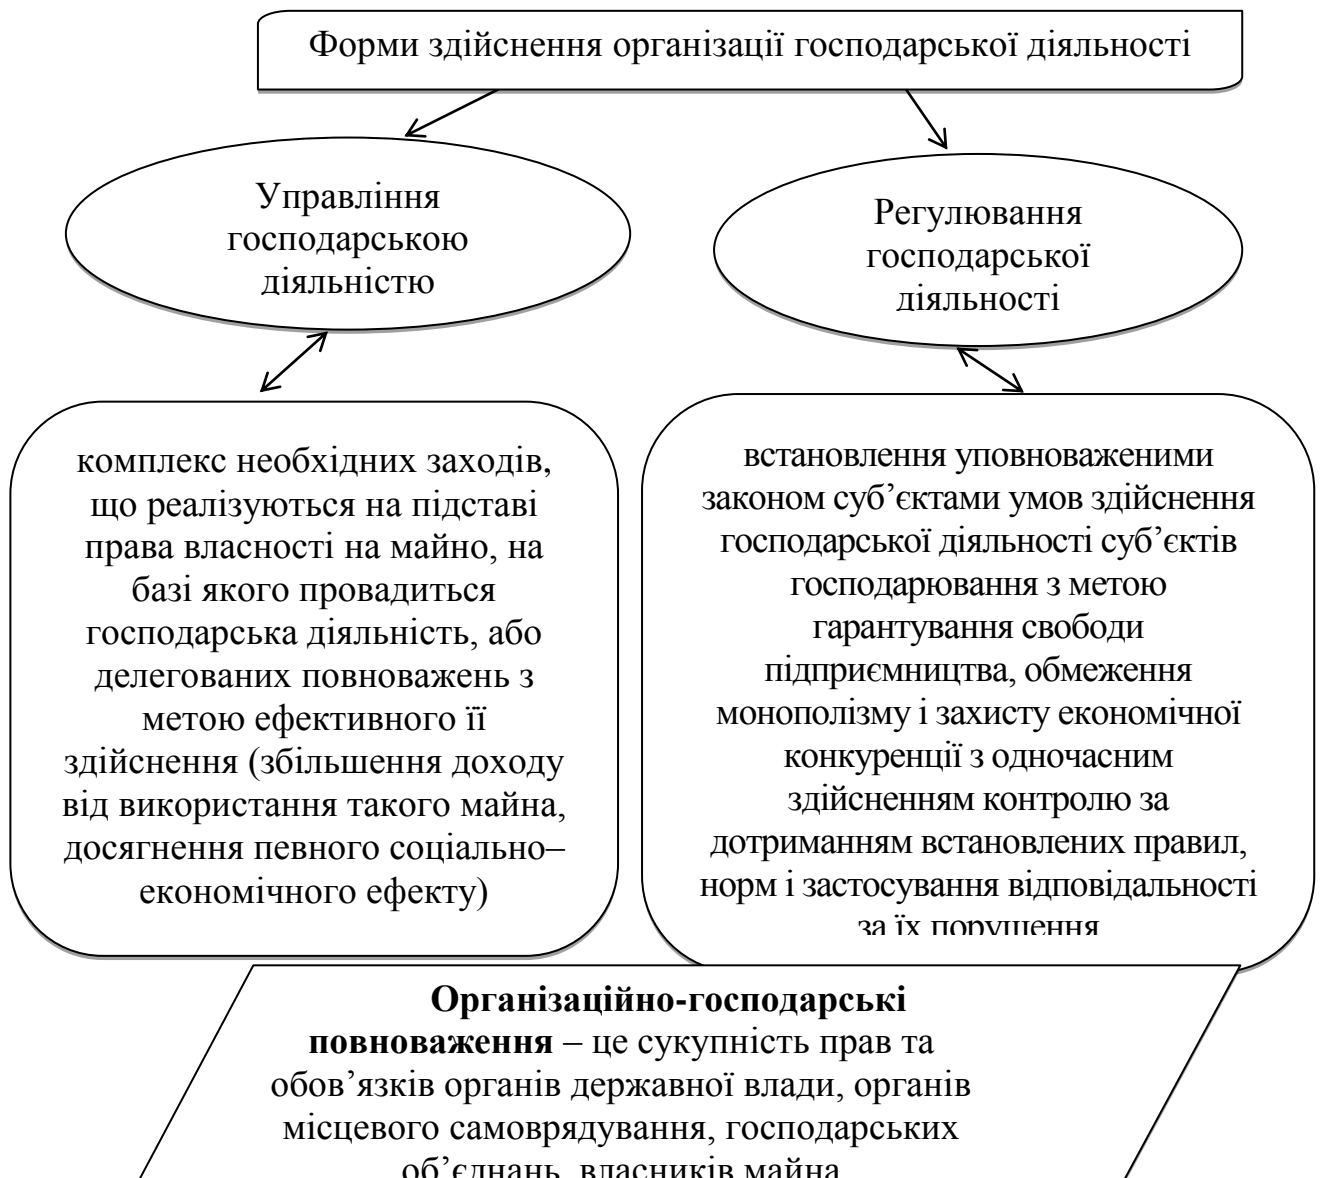 Форми здійснення організації господарської діяльності
Управління
господарською
діяльністю
Регулювання
господарської
діяльності
комплекс необхідних заходів,
що реалізуються на підставі
права власності на майно, на
базі якого провадиться
господарська діяльність, або
делегованих повноважень з
метою ефективного її
здійснення (збільшення доходу
від використання такого майна,
досягнення певного соціально–
економічного ефекту)
встановлення уповноваженими
законом суб’єктами умов здійснення
господарської діяльності суб’єктів
господарювання з метою
гарантування свободи
підприємництва, обмеження
монополізму і захисту економічної
конкуренції з одночасним
здійсненням контролю за
дотриманням встановлених правил,
норм і застосування відповідальності
за їх порушення
Організаційно-господарські
повноваження – це сукупність прав та
обов’язків органів державної влади, органів
місцевого самоврядування, господарських
об’єднань, власників майна